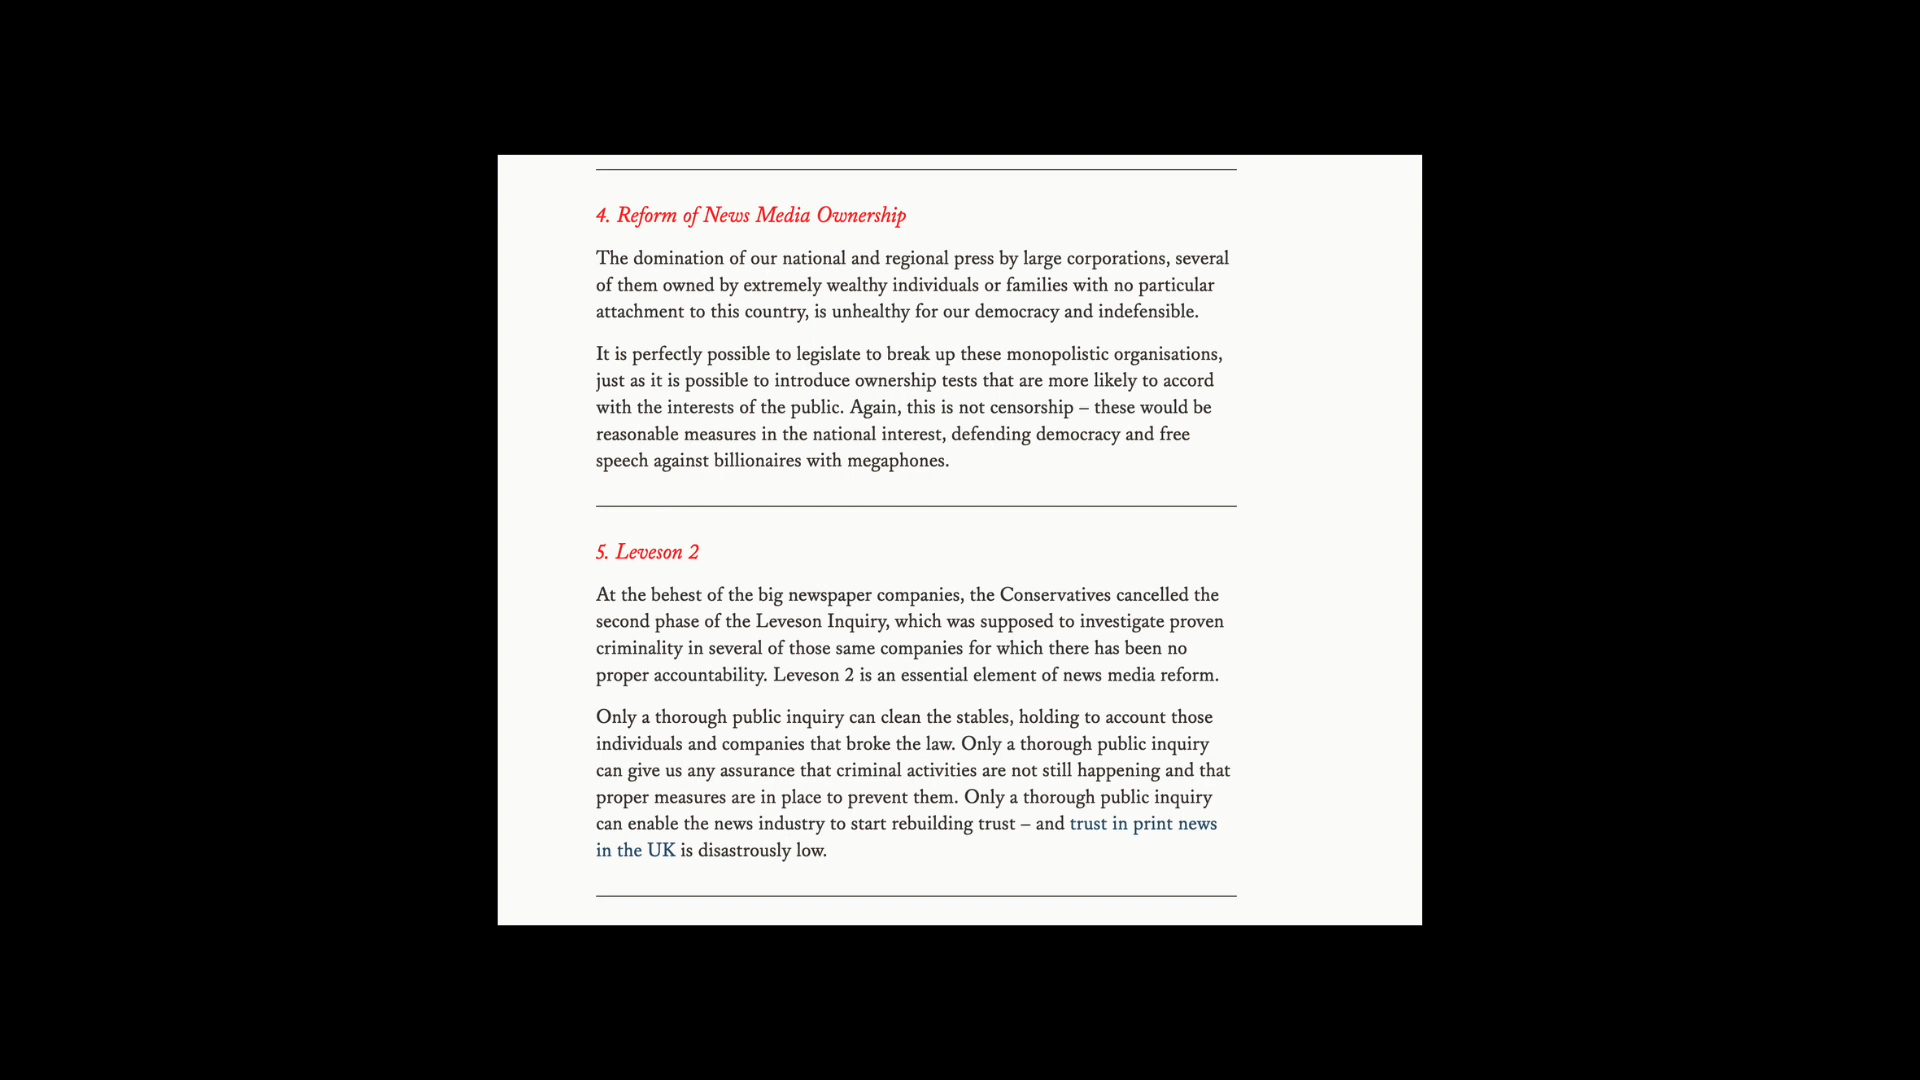 4. Reform of News Media Ownership
The domination of our national and regional press by large corporations, several
of them owned by extremely wealthy individuals or families with no particular
attachment to this country, is unhealthy for our democracy and indefensible.
It is perfectly possible to legislate to break up these monopolistic organisations,
just as it is possible to introduce ownership tests that are more likely to accord
with the interests of the public. Again, this is not censorship – these would be
reasonable measures in the national interest, defending democracy and free
speech against billionaires with megaphones.
5. Leveson 2
At the behest of the big newspaper companies, the Conservatives cancelled the
second phase of the Leveson Inquiry, which was supposed to investigate proven
criminality in several of those same companies for which there has been no
proper accountability. Leveson 2 is an essential element of news media reform.
Only a thorough public inquiry can clean the stables, holding to account those
individuals and companies that broke the law. Only a thorough public inquiry
can give us any assurance that criminal activities are not still happening and that
proper measures are in place to prevent them. Only a thorough public inquiry
can enable the news industry to start rebuilding trust – and trust in print news
in the UK is disastrously low.